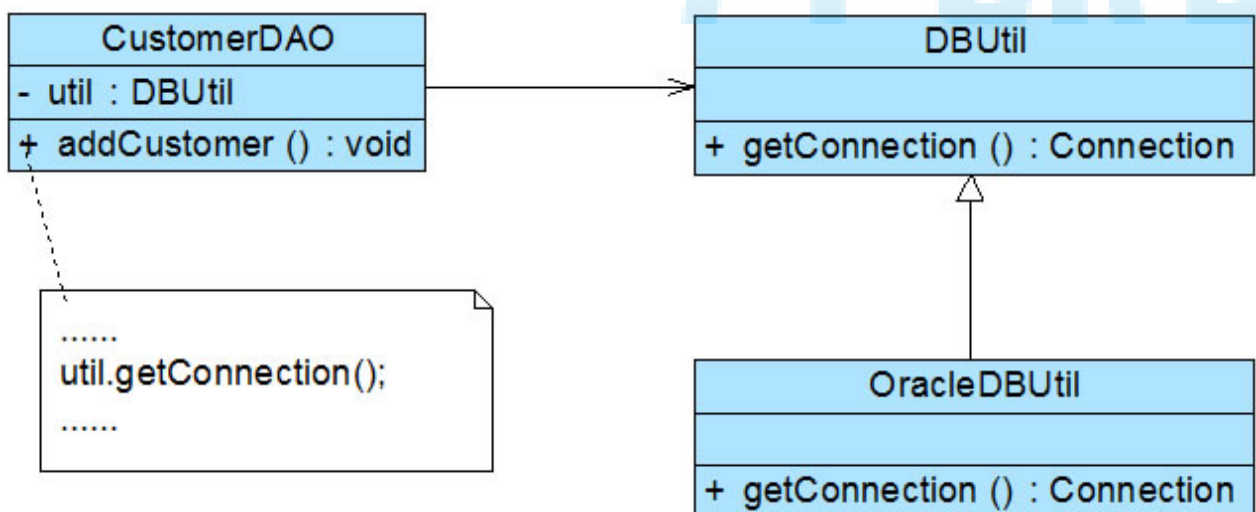 CustomerDAO
- util : DBUtil
+ addCustomer () : void
DBUtil
+ getConnection () : Connection
......
util.getConnection();
......
OracleDBUtil
+ getConnection () : Connection